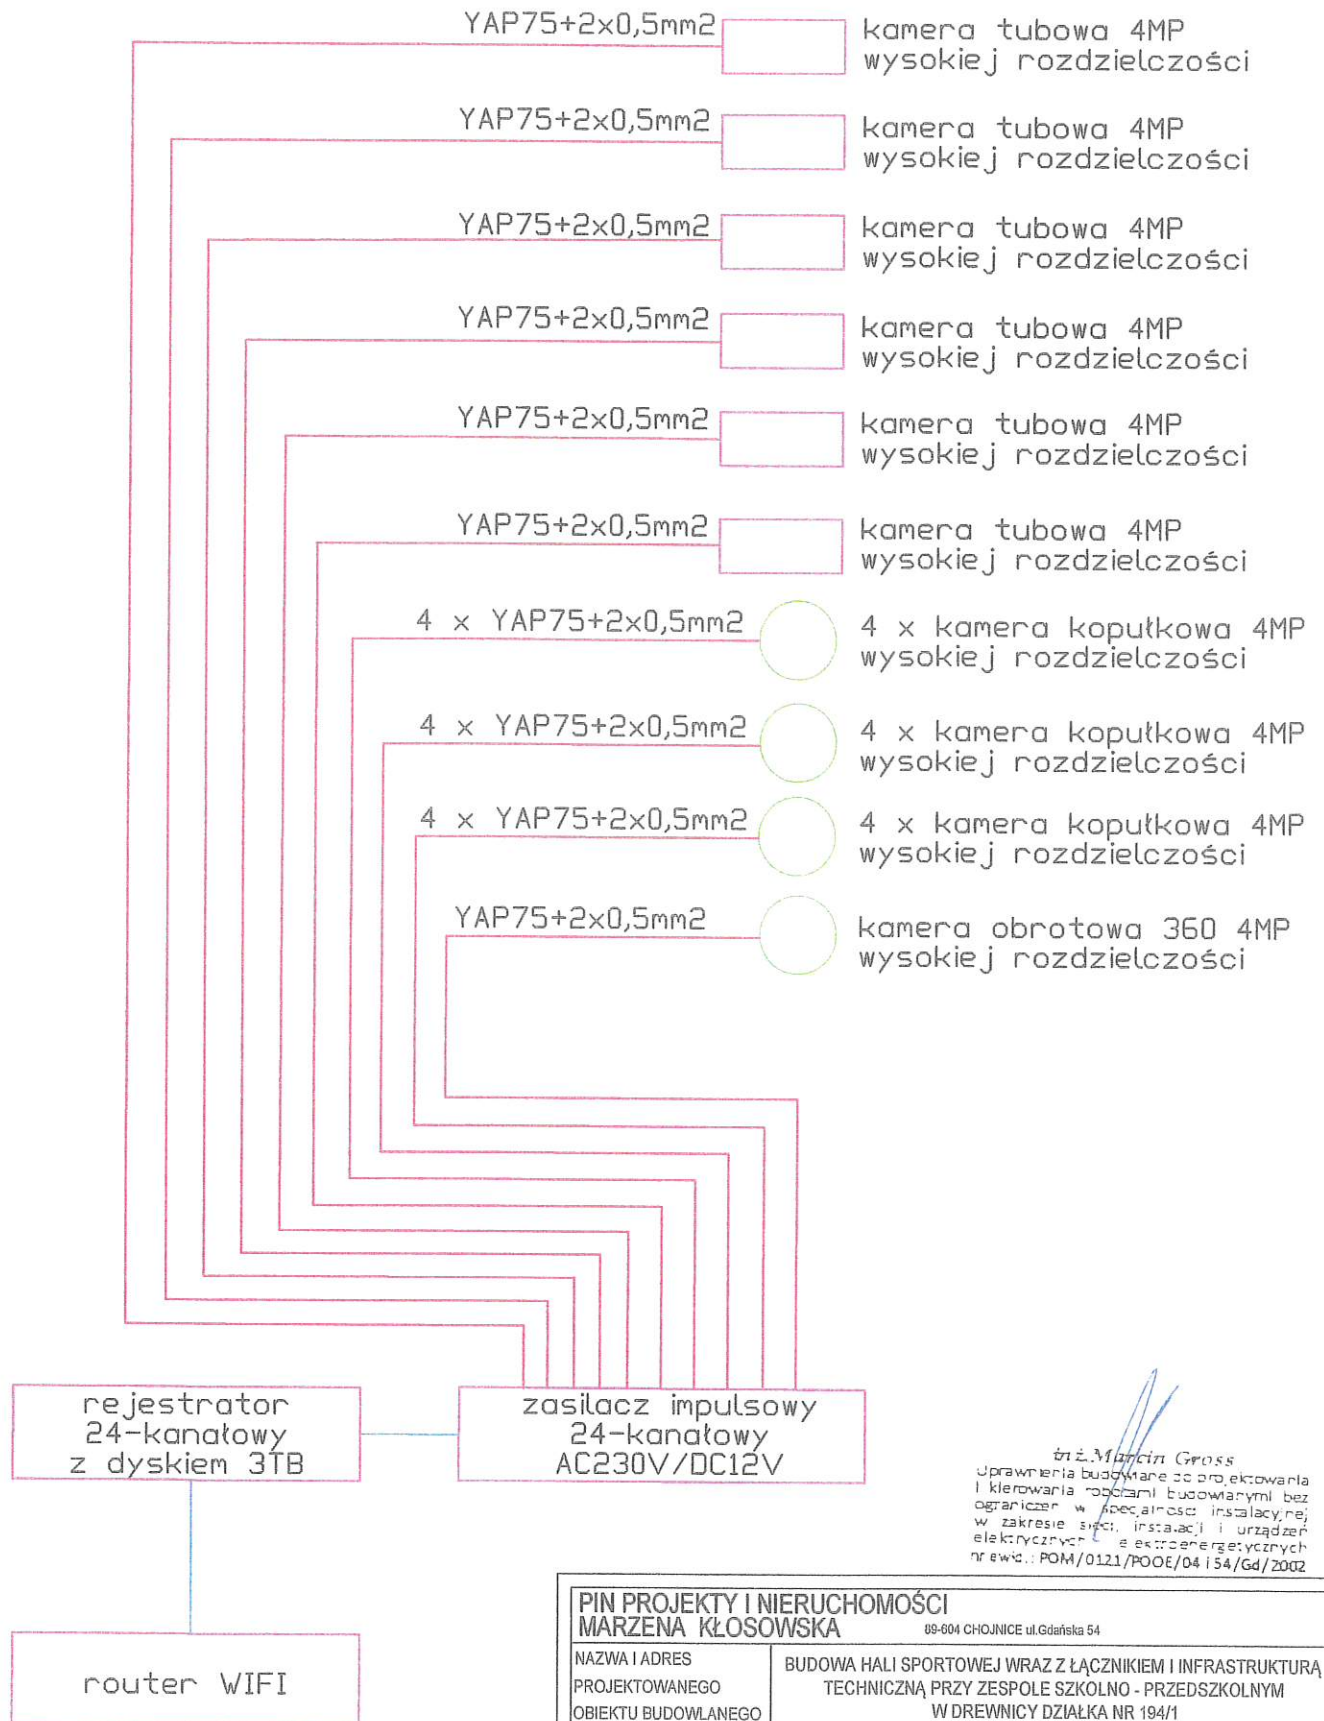 YAP75+2x0,5mm2
kamera tubowa 4MP
wysokiej rozdzielczości
YAP75+2x0,5mm2
kamera tubowa 4MP
wysokiej rozdzielczości
YAP75+2x0,5mm2
kamera tubowa 4MP
wysokiej rozdzielczości
YAP75+2x0,5mm2
kamera tubowa 4MP
wysokiej rozdzielczości
YAP75+2x0,5mm2
kamera tubowa 4MP
wysokiej rozdzielczości
YAP75+2x0,5mm2
kamera tubowa 4MP
wysokiej rozdzielczości
4 x YAP75+2x0,5mm2
4 x kamera kopułkowa 4MP
wysokiej rozdzielczości
4 x YAP75+2x0,5mm2
4 x kamera kopułkowa 4MP
wysokiej rozdzielczości
4 x YAP75+2x0,5mm2
4 x kamera kopułkowa 4MP
wysokiej rozdzielczości
YAP75+2x0,5mm2
kamera obrotowa 360 4MP
wysokiej rozdzielczości
rejestrator
24-kanałowy
z dyskiem 3TB
zasilacz impulsowy
24-kanałowy
AC230V/DC12V
router WIFI
inż.Marcin Gross
Uprawnienia budowlane do projektowania
i kierowania robotami budowlanymi bez
ograniczeń w specjalności instalacyjnej
w zakresie sieci, instalacji i urządzeń
elektrycznych elektroenergetycznych
nr ewid.: POM/0121/POOE/04 i 54/Gd/2002
PIN PROJEKTY I NIERUCHOMOŚCI
MARZENA KŁOSOWSKA
89-604 CHOJNICE ul.Gdańska 54
NAZWA I ADRES
PROJEKTOWANEGO
OBIEKTU BUDOWLANEGO
BUDOWA HALI SPORTOWEJ WRAZ Z ŁĄCZNIKIEM I INFRASTRUKTURĄ
TECHNICZNĄ PRZY ZESPOLE SZKOLNO - PRZEDSZKOLNYM
W DREWNICY DZIAŁKA NR 194/1